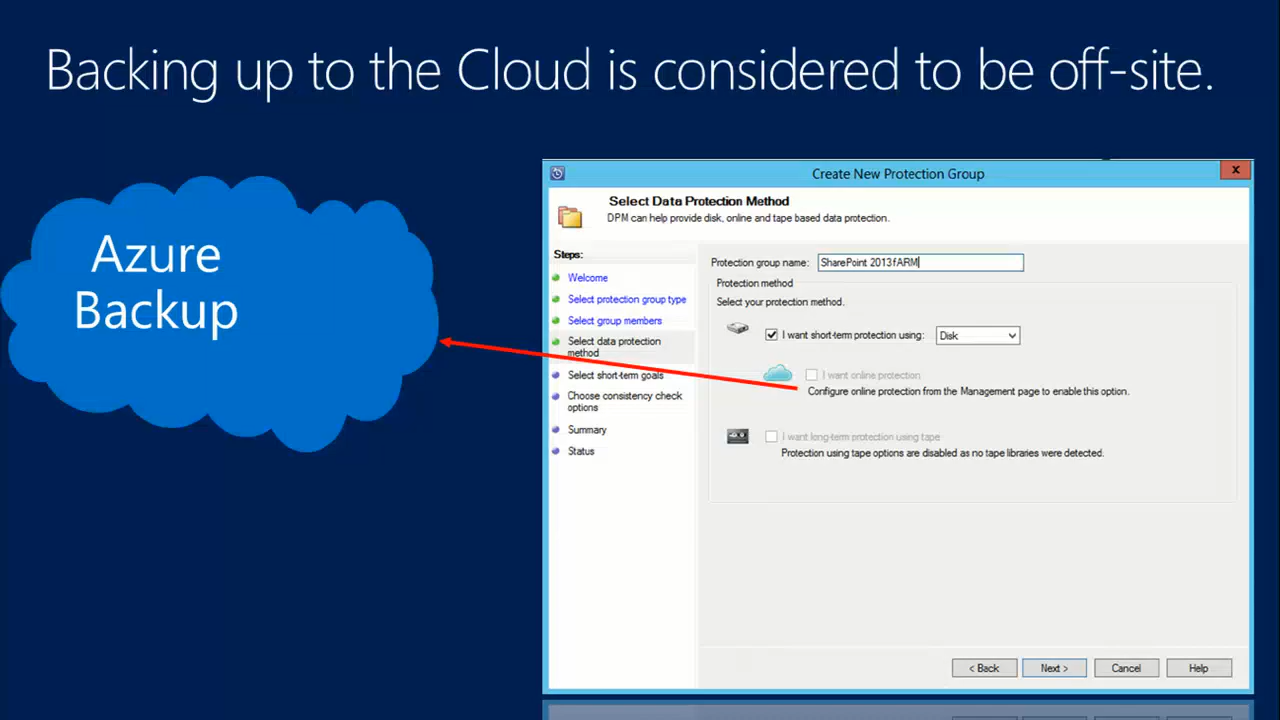 Backing up to the Cloud is considered to be off-site.
Azure
Backup
Create New Protection Group
x
Select Data Protection Method
DPM can help provide disk, online and tape based data protection.
Steps:
Welcome
Select protection group type
Select group members
Select data protection
method
Select short-term goals
Choose consistency check
options
Summary
Status
Protection group name: SharePoint 2013fARM
Protection method
Select your protection method.
I want short-term protection using: Disk
I want online protection
Configure online protection from the Management page to enable this option.
I want long-term protection using tape
Protection using tape options are disabled as no tape libraries were detected.
< Back Next > Cancel Help